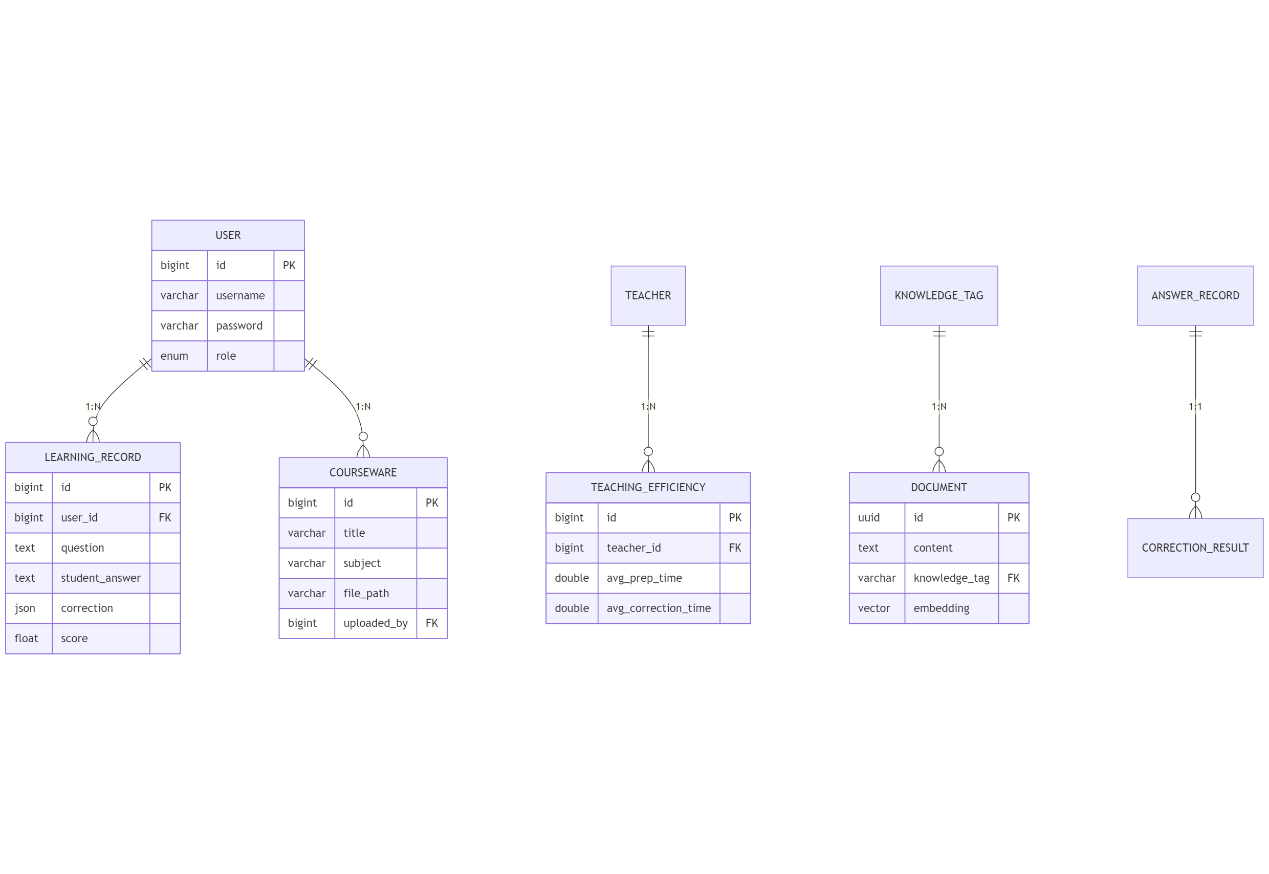 USER
bigint id PK
varchar username
varchar password
enum role
1:N
1:N
LEARNING_RECORD
bigint id PK
bigint user_id FK
text question
text student_answer
json correction
float score
COURSEWARE
bigint id PK
varchar title
varchar subject
varchar file_path
bigint uploaded_by FK
TEACHER
1:N
TEACHING_EFFICIENCY
bigint id PK
bigint teacher_id FK
double avg_prep_time
double avg_correction_time
KNOWLEDGE_TAG
1:N
DOCUMENT
uuid id PK
text content
varchar knowledge_tag FK
vector embedding
ANSWER_RECORD
1:1
CORRECTION_RESULT